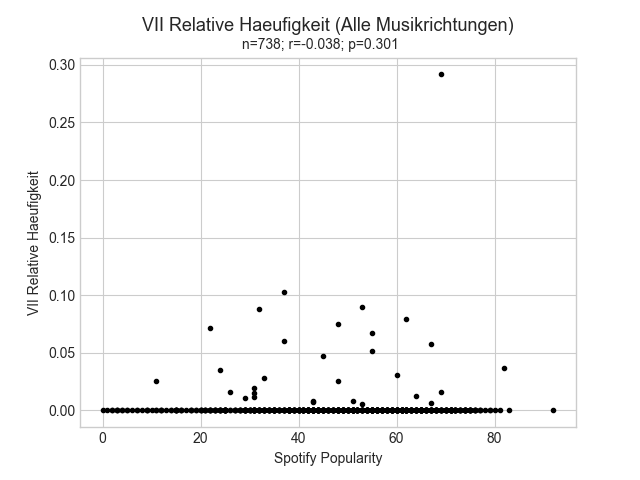 VII Relative Haeufigkeit (Alle Musikrichtungen)
n=738; r=-0.038; p=0.301
0.30
0.25
0.20
0.15
0.10
0.05
0.00
VII Relative Haeufigkeit
0 20 40 60 80
Spotify Popularity